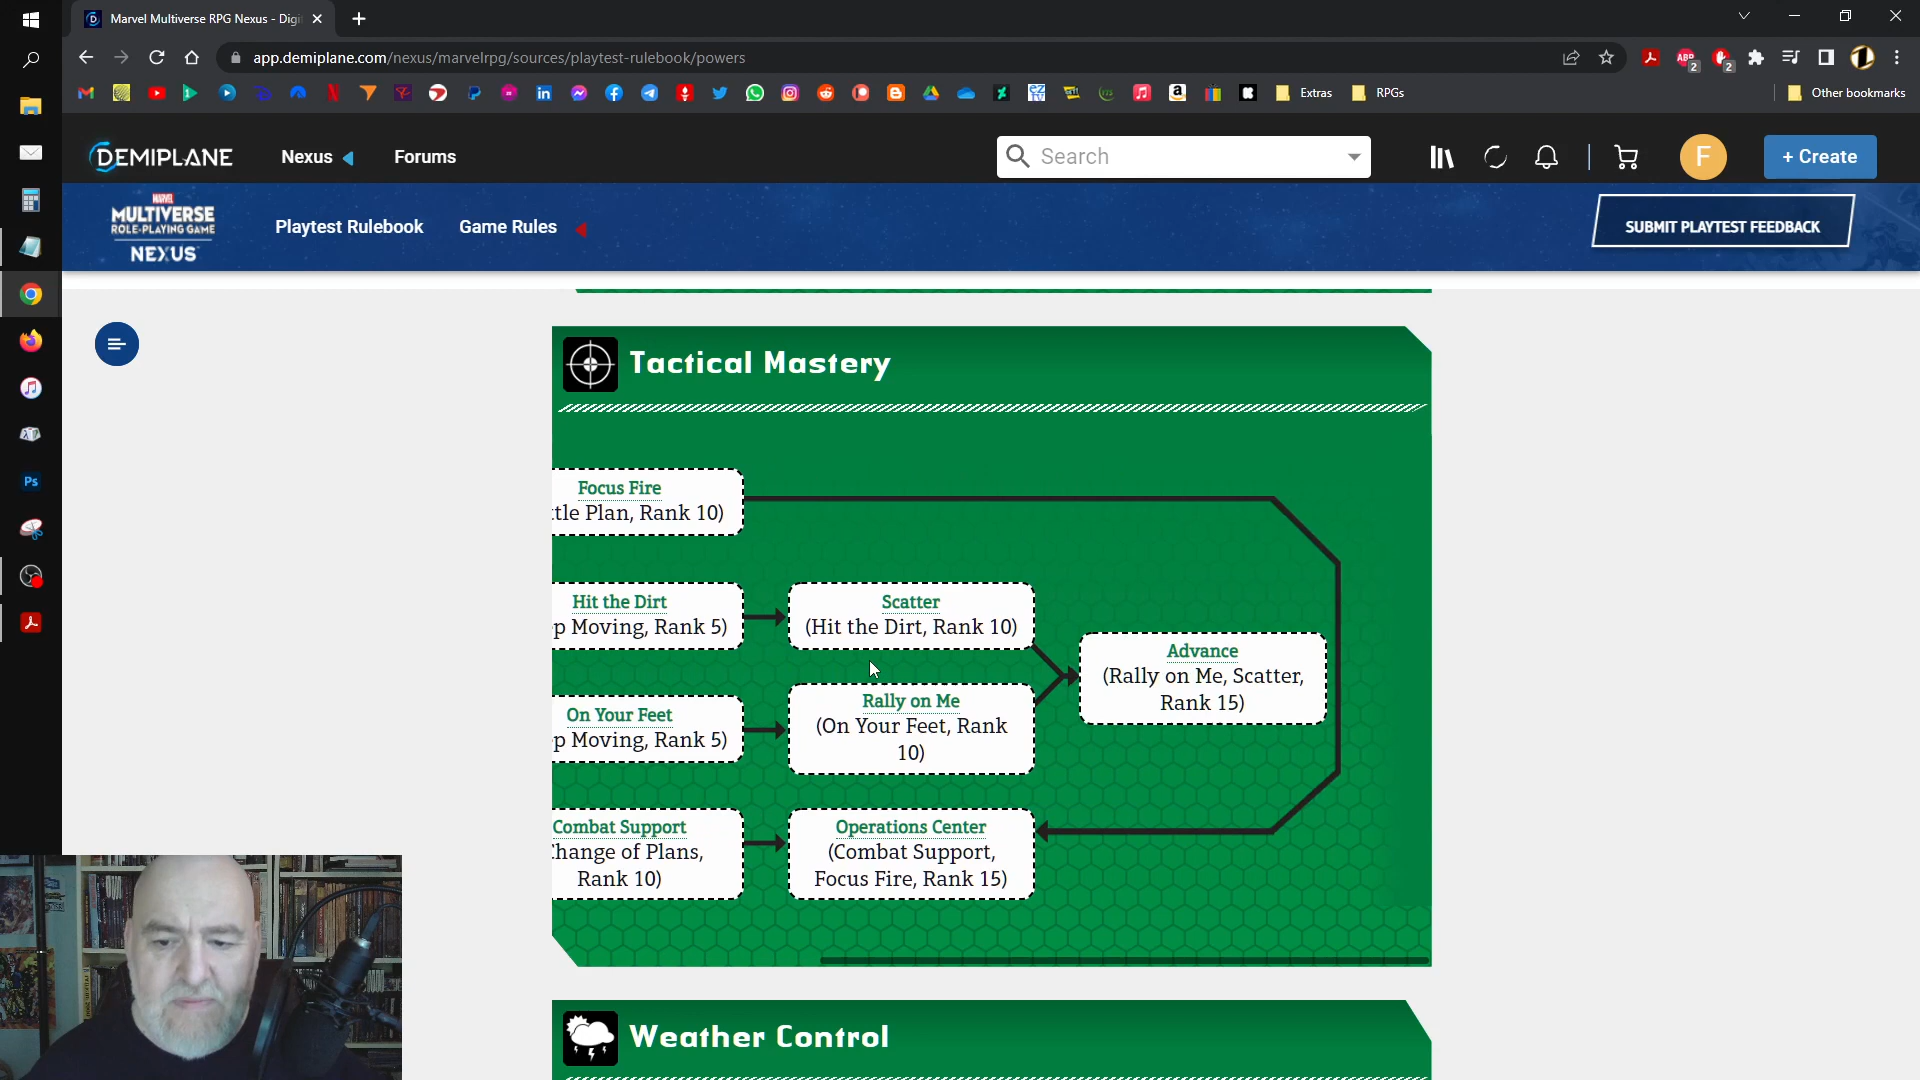 Marvel Multiverse RPG Nexus - Digi
app.demiplane.com/nexus/marvelrpg/sources/playtest-rulebook/powers
Extras
RPGs
Other bookmarks
DEMIPLANE
Nexus
Forums
Search
F
+ Create
MARVEL
MULTIVERSE
ROLE-PLAYING GAME
NEXUS
Playtest Rulebook
Game Rules
SUBMIT PLAYTEST FEEDBACK
Tactical Mastery
Focus Fire
tle Plan, Rank 10)
Hit the Dirt
p Moving, Rank 5)
Scatter
(Hit the Dirt, Rank 10)
Advance
(Rally on Me, Scatter,
Rank 15)
On Your Feet
p Moving, Rank 5)
Rally on Me
(On Your Feet, Rank
10)
Combat Support
Change of Plans,
Rank 10)
Operations Center
(Combat Support,
Focus Fire, Rank 15)
Weather Control